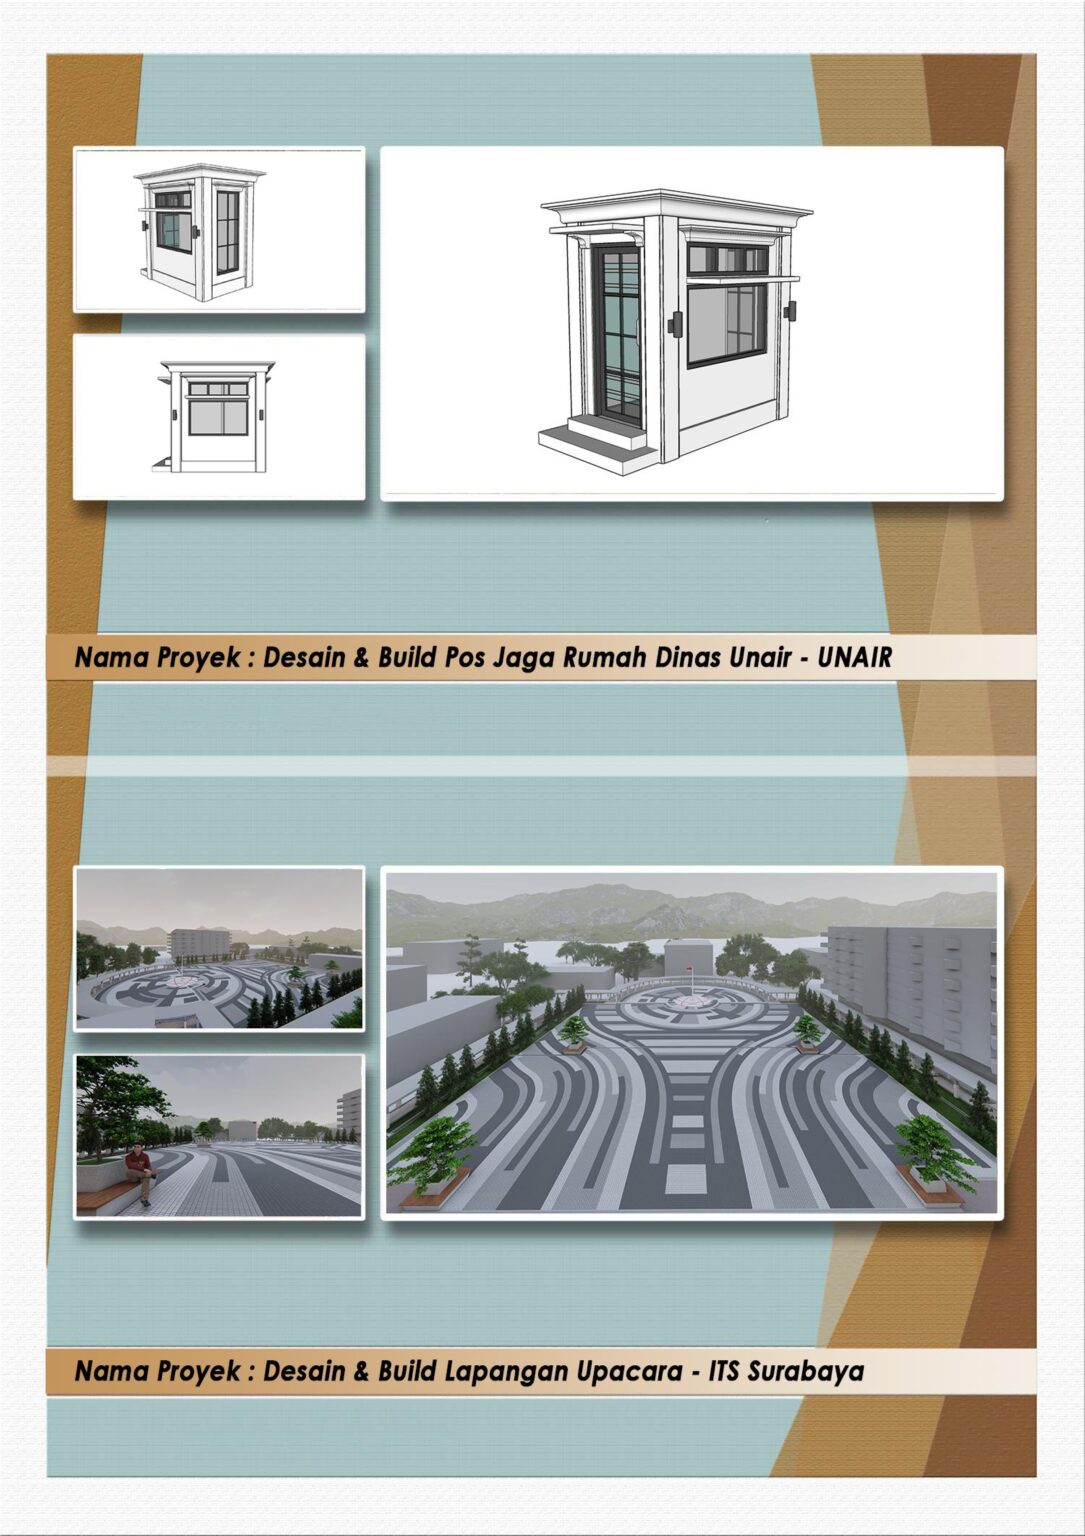 Nama Proyek : Desain & Build Pos Jaga Rumah Dinas Unair - UNAIR
Nama Proyek : Desain & Build Lapangan Upacara - ITS Surabaya